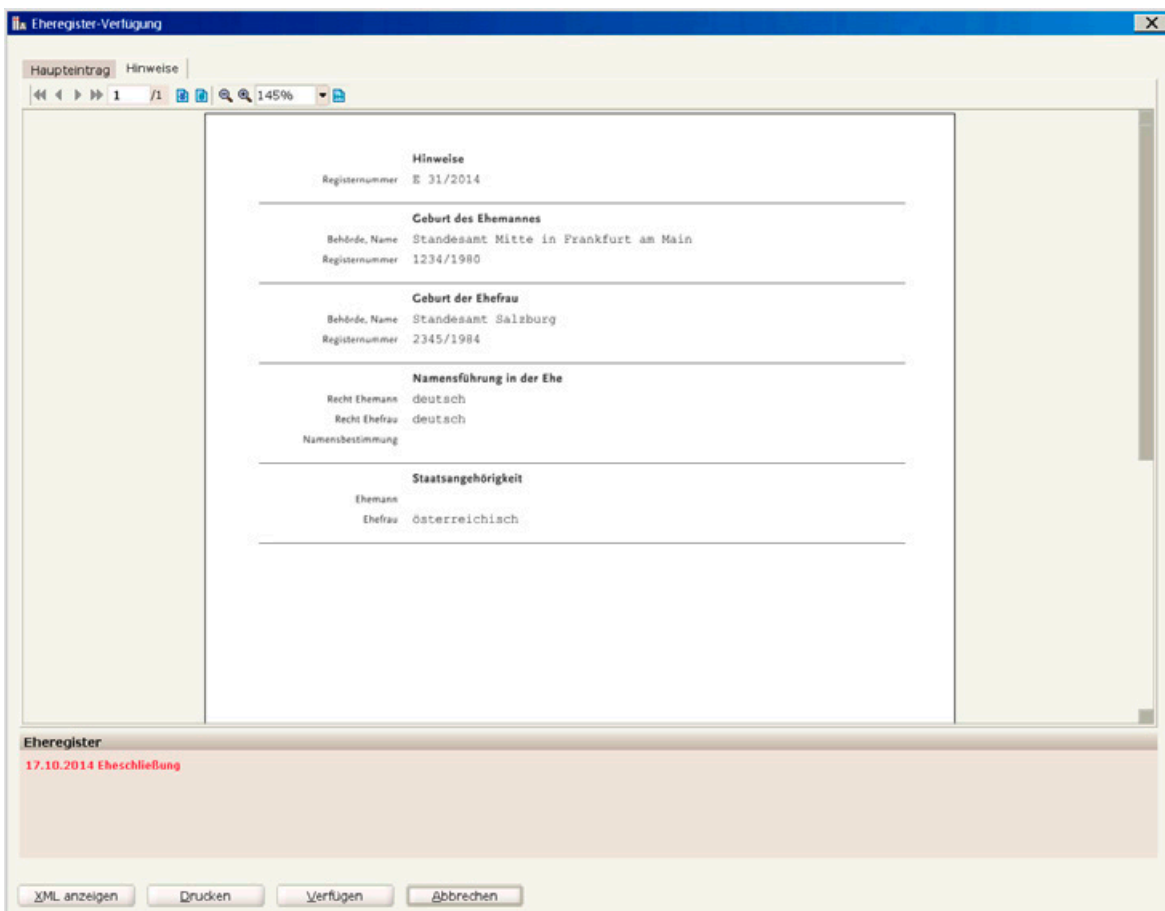 Eheregister-Verfügung
Haupteintrag Hinweise
1 /1 145%
Hinweise
Registernummer E 31/2014
Geburt des Ehemannes
Behörde, Name Standesamt Mitte in Frankfurt am Main
Registernummer 1234/1980
Geburt der Ehefrau
Behörde, Name Standesamt Salzburg
Registernummer 2345/1984
Namensführung in der Ehe
Recht Ehemann deutsch
Recht Ehefrau deutsch
Namensbestimmung
Staatsangehörigkeit
Ehemann
Ehefrau österreichisch
Eheregister
17.10.2014 Eheschließung
XML anzeigen Drucken Verfügen Abbrechen